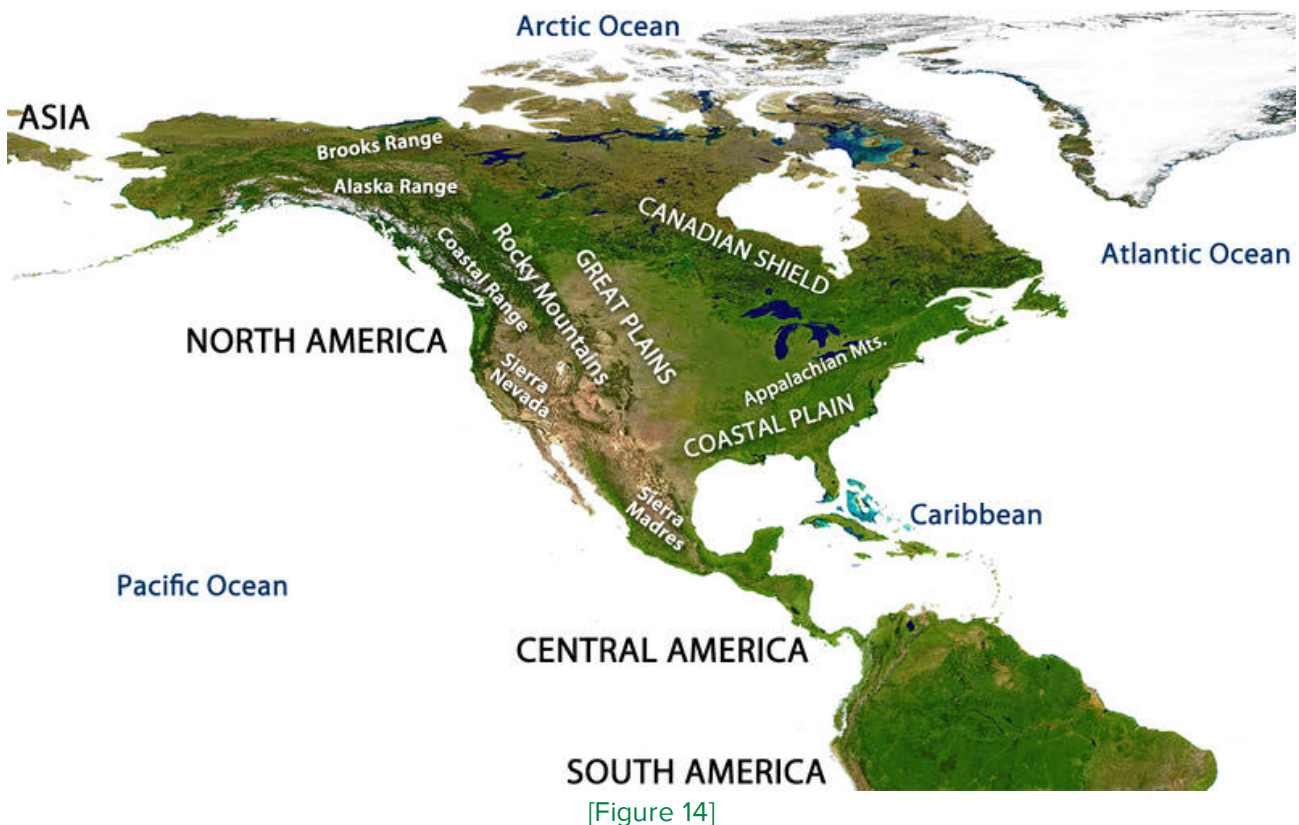 Arctic Ocean
ASIA
Brooks Range
Alaska Range
CANADIAN SHIELD
Rocky Mountains
Coastal Range
GREAT PLAINS
Atlantic Ocean
NORTH AMERICA
Sierra
Nevada
Appalachian Mts.
COASTAL PLAIN
Sierra
Madres
Caribbean
Pacific Ocean
CENTRAL AMERICA
SOUTH AMERICA
[Figure 14]